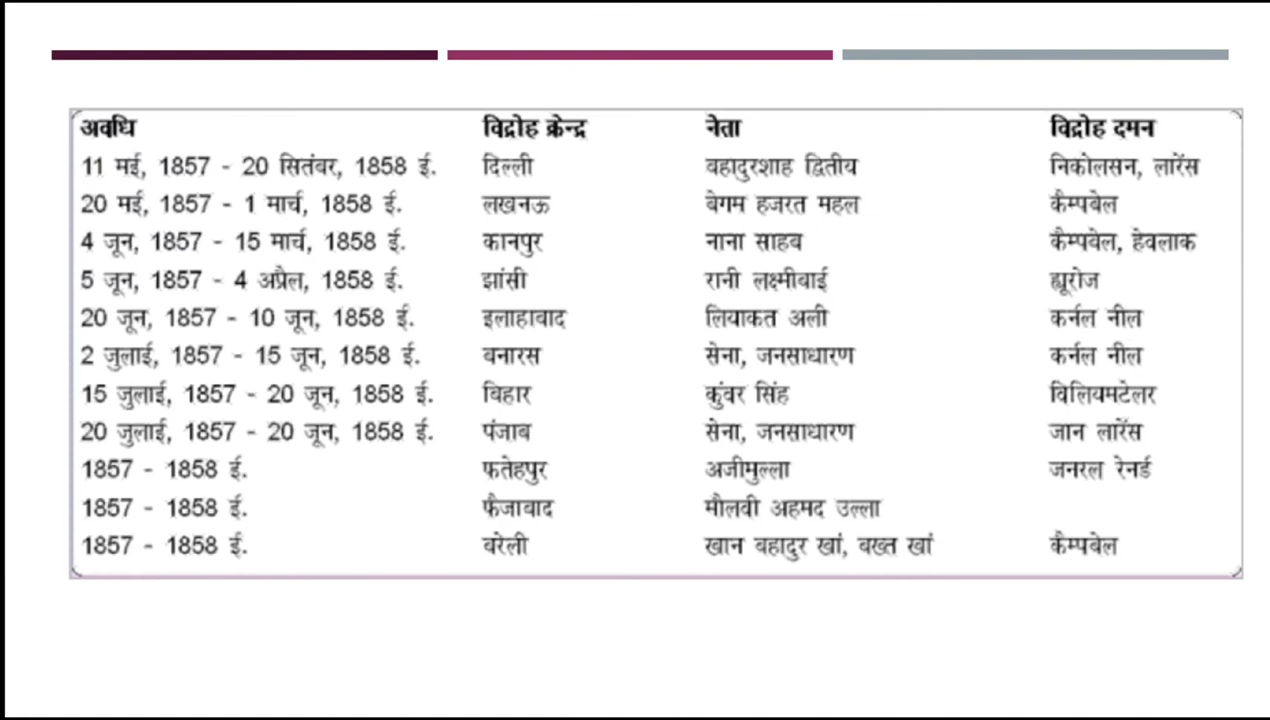 अवधि विद्रोह क्रेन्द्र नेता विद्रोह दमन
11 मई, 1857 - 20 सितंबर, 1858 ई. दिल्ली बहादुरशाह द्वितीय निकोलसन, लारेंस
20 मई, 1857 - 1 मार्च, 1858 ई. लखनऊ बेगम हजरत महल कैम्पबेल
4 जून, 1857 - 15 मार्च, 1858 ई. कानपुर नाना साहब कैम्पबेल, हेवलाक
5 जून, 1857 - 4 अप्रैल, 1858 ई. झांसी रानी लक्ष्मीबाई ह्यूरोज
20 जून, 1857 - 10 जून, 1858 ई. इलाहाबाद लियाकत अली कर्नल नील
2 जुलाई, 1857 - 15 जून, 1858 ई. बनारस सेना, जनसाधारण कर्नल नील
15 जुलाई, 1857 - 20 जून, 1858 ई. बिहार कुंवर सिंह विलियमटेलर
20 जुलाई, 1857 - 20 जून, 1858 ई. पंजाब सेना, जनसाधारण जान लारेंस
1857 - 1858 ई. फतेहपुर अजीमुल्ला जनरल रेनर्ड
1857 - 1858 ई. फैजाबाद मौलवी अहमद उल्ला
1857 - 1858 ई. बरेली खान बहादुर खां, बख्त खां कैम्पबेल